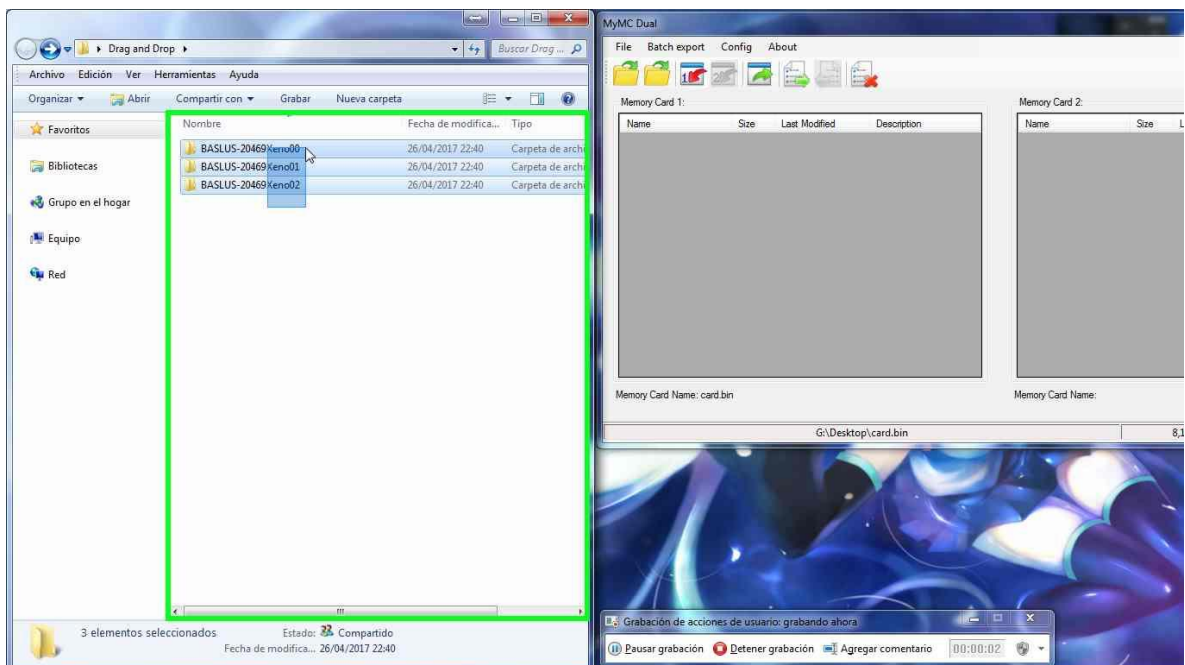 Drag and Drop
Buscar Drag ...
Archivo Edición Ver Herramientas Ayuda
Organizar Abrir Compartir con Grabar Nueva carpeta
Favoritos
Bibliotecas
Grupo en el hogar
Equipo
Red
Nombre Fecha de modifica... Tipo
BASLUS-20469Xeno00 26/04/2017 22:40 Carpeta de archi
BASLUS-20469Xeno01 26/04/2017 22:40 Carpeta de archi
BASLUS-20469Xeno02 26/04/2017 22:40 Carpeta de archi
3 elementos seleccionados Estado: Compartido
Fecha de modifica... 26/04/2017 22:40
MyMC Dual
File Batch export Config About
Memory Card 1: Memory Card 2:
Name Size Last Modified Description Name Size L
Memory Card Name: card.bin Memory Card Name:
G:\Desktop\card.bin 8,1
Grabación de acciones de usuario: grabando ahora
Pausar grabación Detener grabación Agregar comentario 00:00:02